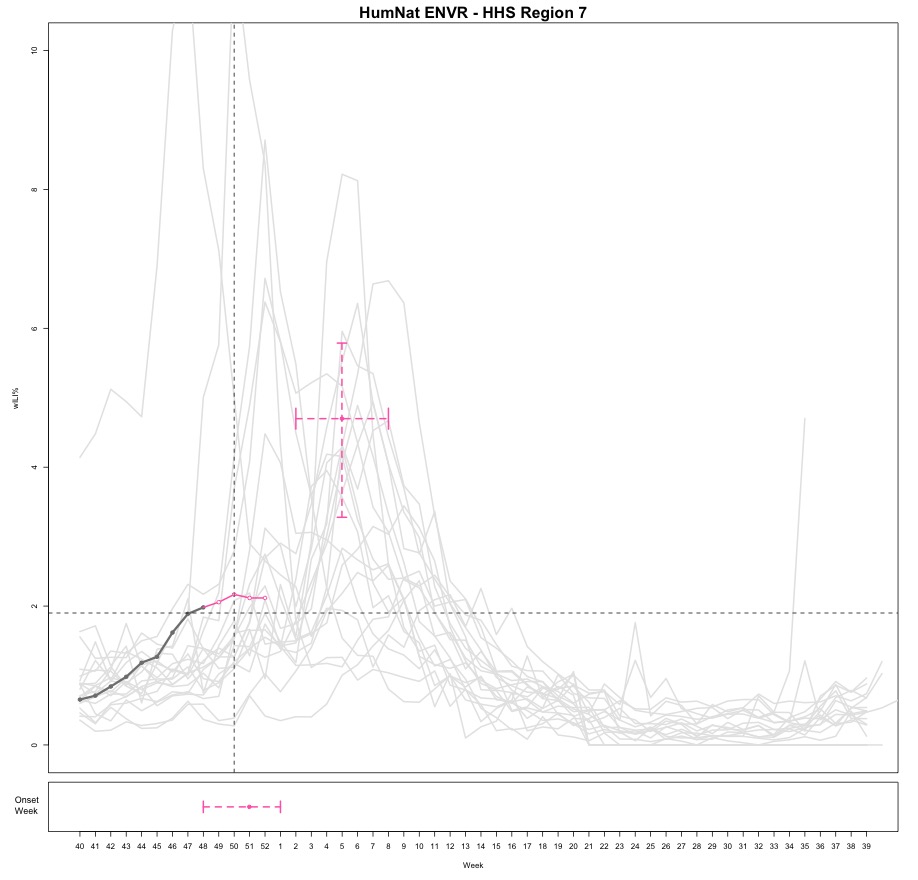 HumNat ENVR - HHS Region 7
10
8
6
4
2
0
wILI%
Onset
Week
40 41 42 43 44 45 46 47 48 49 50 51 52 1 2 3 4 5 6 7 8 9 10 11 12 13 14 15 16 17 18 19 20 21 22 23 24 25 26 27 28 29 30 31 32 33 34 35 36 37 38 39
Week